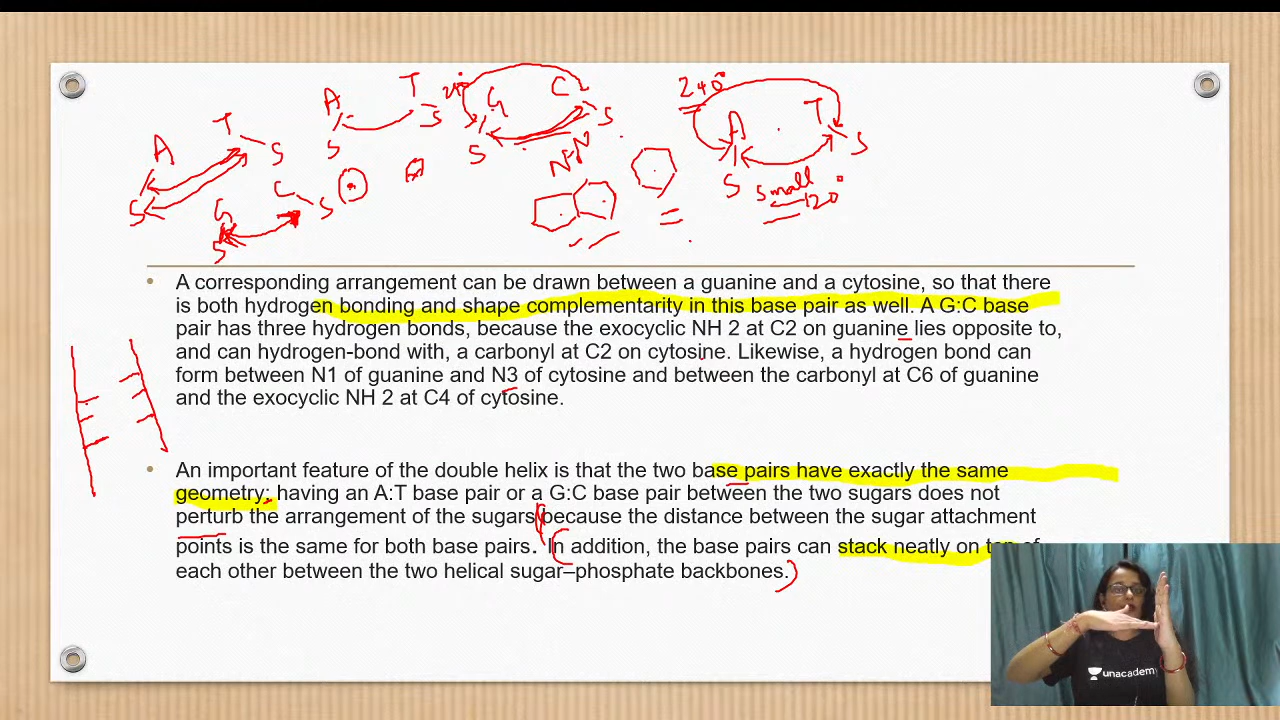 A T S S
A T S S
240° G C S S
240° A T S S
small 120°
G C S S
N N
A corresponding arrangement can be drawn between a guanine and a cytosine, so that there
is both hydrogen bonding and shape complementarity in this base pair as well. A G:C base
pair has three hydrogen bonds, because the exocyclic NH 2 at C2 on guanine lies opposite to,
and can hydrogen-bond with, a carbonyl at C2 on cytosine. Likewise, a hydrogen bond can
form between N1 of guanine and N3 of cytosine and between the carbonyl at C6 of guanine
and the exocyclic NH 2 at C4 of cytosine.
An important feature of the double helix is that the two base pairs have exactly the same
geometry; having an A:T base pair or a G:C base pair between the two sugars does not
perturb the arrangement of the sugars because the distance between the sugar attachment
points is the same for both base pairs. In addition, the base pairs can stack neatly on top of
each other between the two helical sugar–phosphate backbones.
unacademy